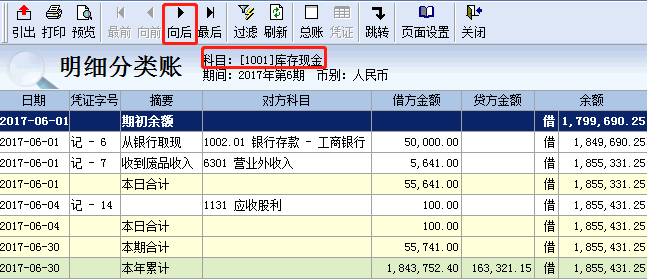 引出 打印 预览 最前 向前 向后 最后 过滤 刷新 总账 凭证 跳转 页面设置 关闭
明细分类账
科目：[1001]库存现金
期间：2017年第6期 币别：人民币
日期 凭证字号 摘要 对方科目 借方金额 贷方金额 余额
2017-06-01 期初余额 借 1,799,690.25
2017-06-01 记 - 6 从银行取现 1002.01 银行存款 - 工商银行 50,000.00 借 1,849,690.25
2017-06-01 记 - 7 收到废品收入 6301 营业外收入 5,641.00 借 1,855,331.25
2017-06-01 本日合计 55,641.00 借 1,855,331.25
2017-06-04 记 - 14 1131 应收股利 100.00 借 1,855,431.25
2017-06-04 本日合计 100.00 借 1,855,431.25
2017-06-30 本期合计 55,741.00 借 1,855,431.25
2017-06-30 本年累计 1,843,752.40 163,321.15 借 1,855,431.25